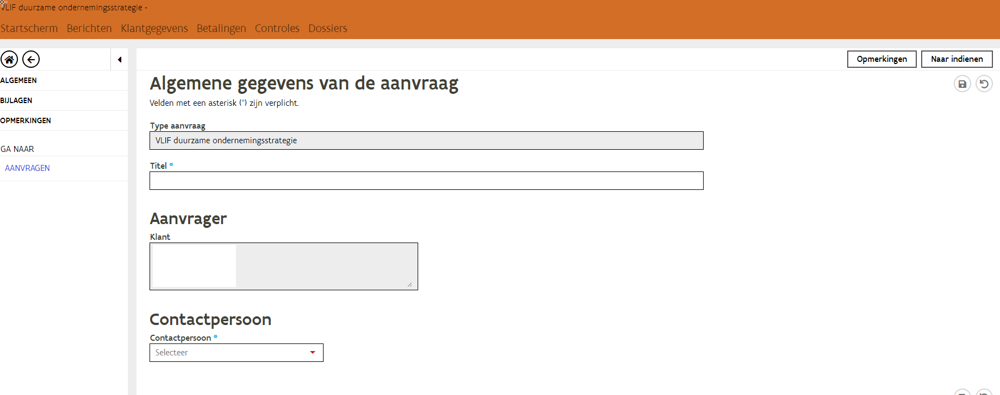 VLIF duurzame ondernemingsstrategie -
Startscherm Berichten Klantgegevens Betalingen Controles Dossiers
Opmerkingen Naar indienen
ALGEMEEN
BIJLAGEN
OPMERKINGEN
GA NAAR
AANVRAGEN
Algemene gegevens van de aanvraag
Velden met een asterisk (*) zijn verplicht.
Type aanvraag
VLIF duurzame ondernemingsstrategie
Titel *
Aanvrager
Klant
Contactpersoon
Contactpersoon *
Selecteer